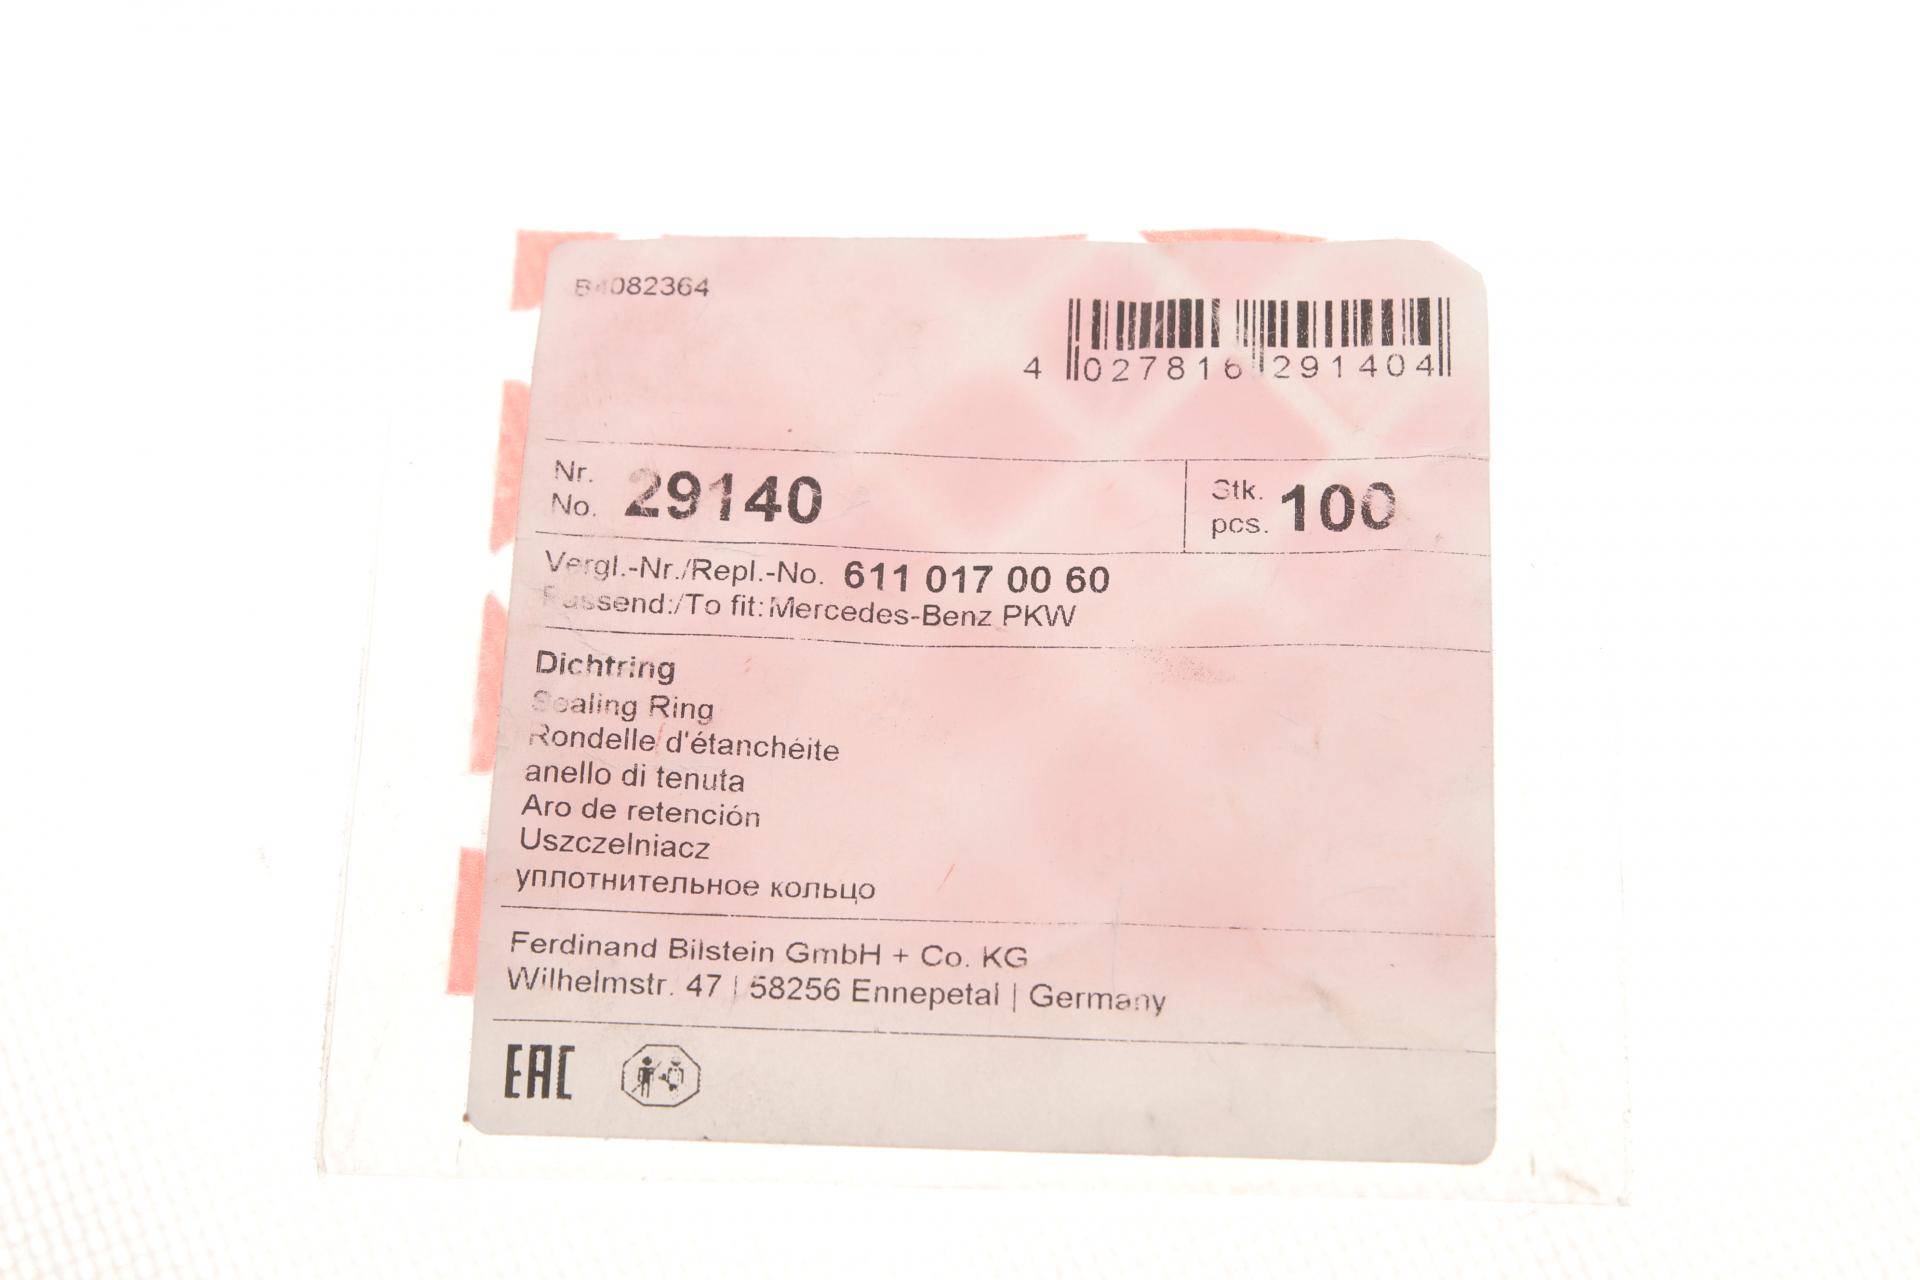 B4082364
4 027816 291404
Nr. No. 29140
Stk. pcs. 100
Vergl.-Nr./Repl.-No. 611 017 00 60
Passend:/To fit: Mercedes-Benz PKW
Dichtring
Sealing Ring
Rondelle d'étanchéite
anello di tenuta
Aro de retención
Uszczelniacz
уплотнительное кольцо
Ferdinand Bilstein GmbH + Co. KG
Wilhelmstr. 47 | 58256 Ennepetal | Germany
EAC